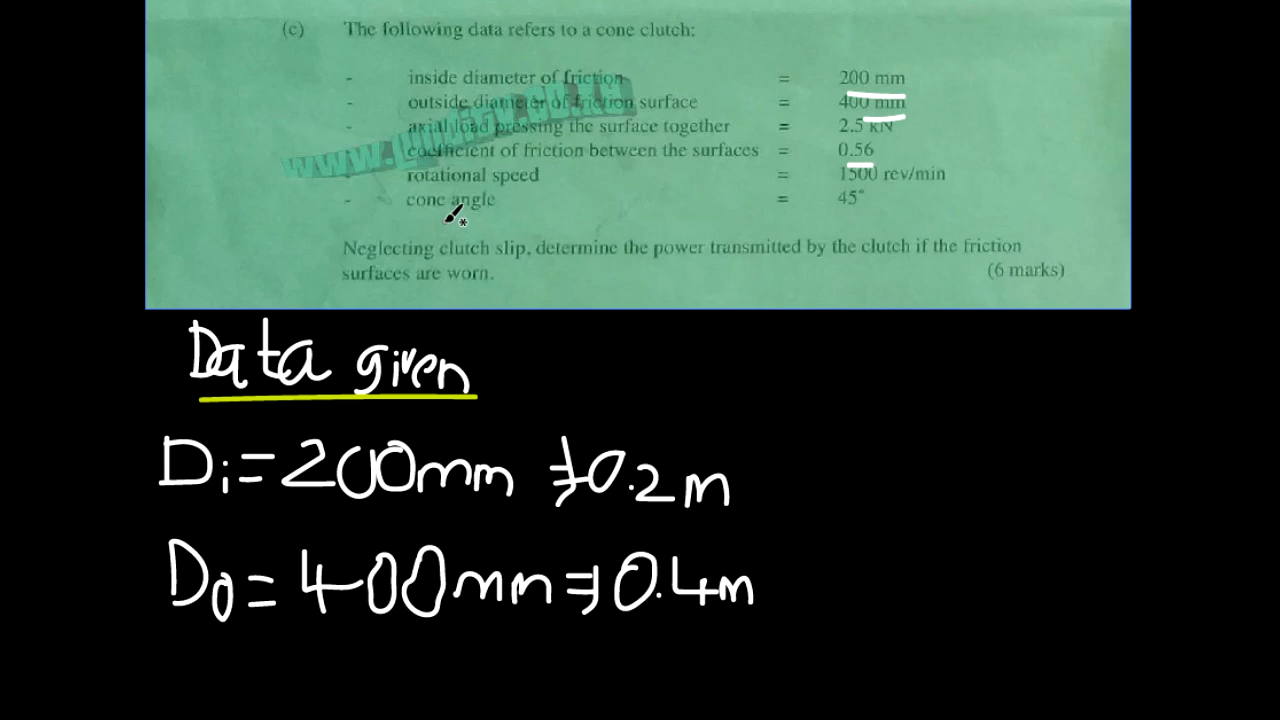 (c) The following data refers to a cone clutch:
- inside diameter of friction = 200 mm
- outside diameter of friction surface = 400 mm
- axial load pressing the surface together = 2.5 kN
coefficient of friction between the surfaces = 0.56
rotational speed = 1500 rev/min
- cone angle = 45°
Neglecting clutch slip, determine the power transmitted by the clutch if the friction
surfaces are worn. (6 marks)
Data given
Di = 200mm ⇒ 0.2m
Do = 400mm ⇒ 0.4m